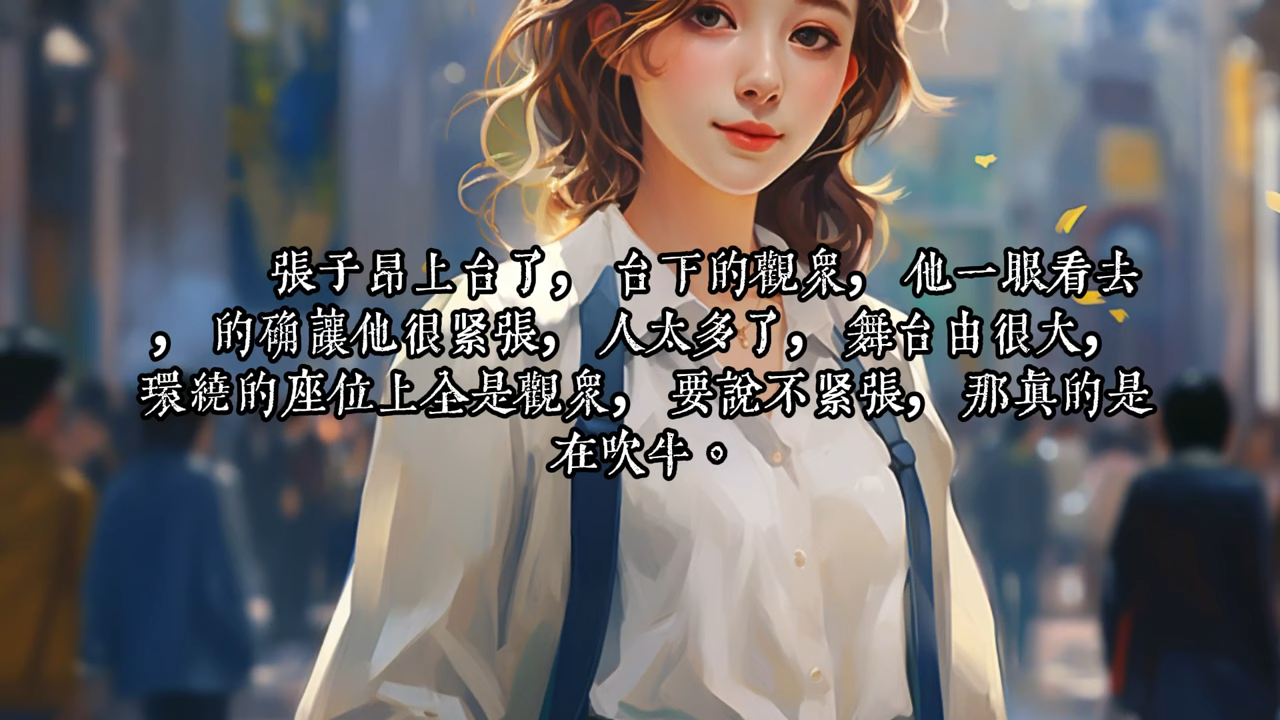 張子昂上台了， 台下的觀眾， 他一眼看去
， 的确讓他很紧張， 人太多了， 舞台由很大，
環繞的座位上全是觀眾， 要說不紧張， 那真的是
在吹牛。